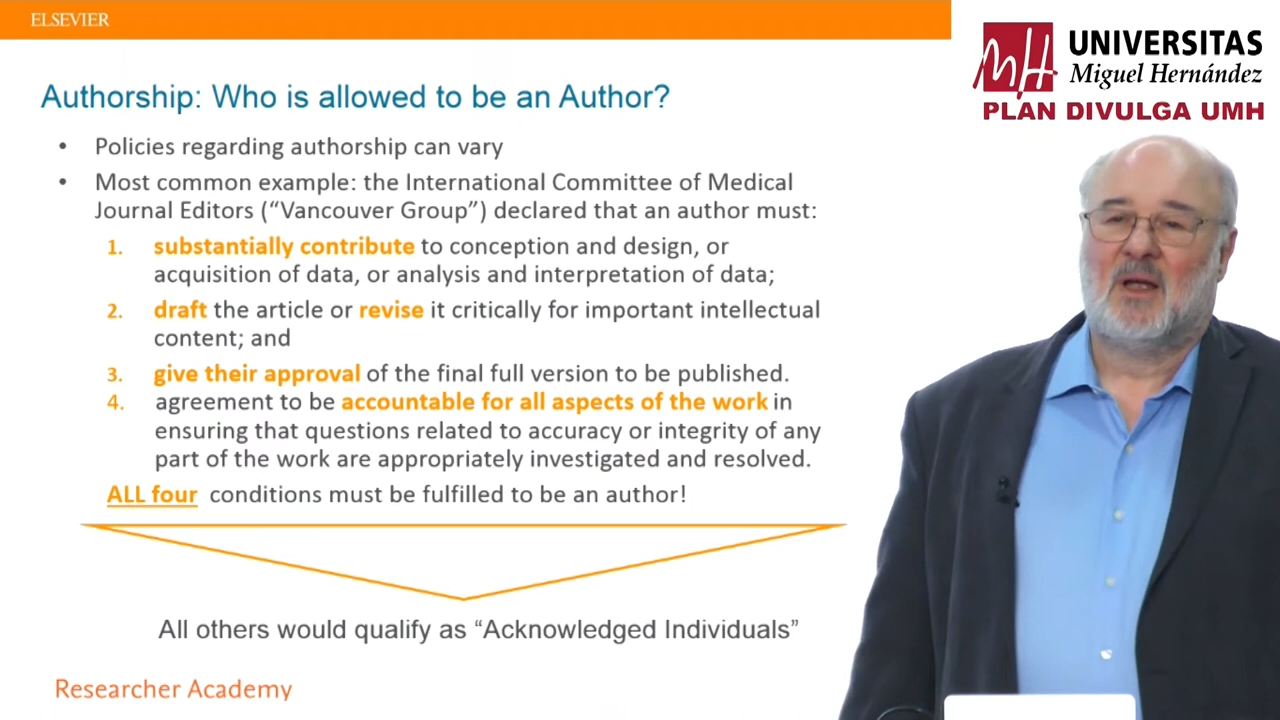 ELSEVIER
UNIVERSITAS
Miguel Hernández
PLAN DIVULGA UMH
Authorship: Who is allowed to be an Author?
• Policies regarding authorship can vary
• Most common example: the International Committee of Medical
Journal Editors (“Vancouver Group”) declared that an author must:
1. substantially contribute to conception and design, or
acquisition of data, or analysis and interpretation of data;
2. draft the article or revise it critically for important intellectual
content; and
3. give their approval of the final full version to be published.
4. agreement to be accountable for all aspects of the work in
ensuring that questions related to accuracy or integrity of any
part of the work are appropriately investigated and resolved.
ALL four conditions must be fulfilled to be an author!
All others would qualify as “Acknowledged Individuals”
Researcher Academy